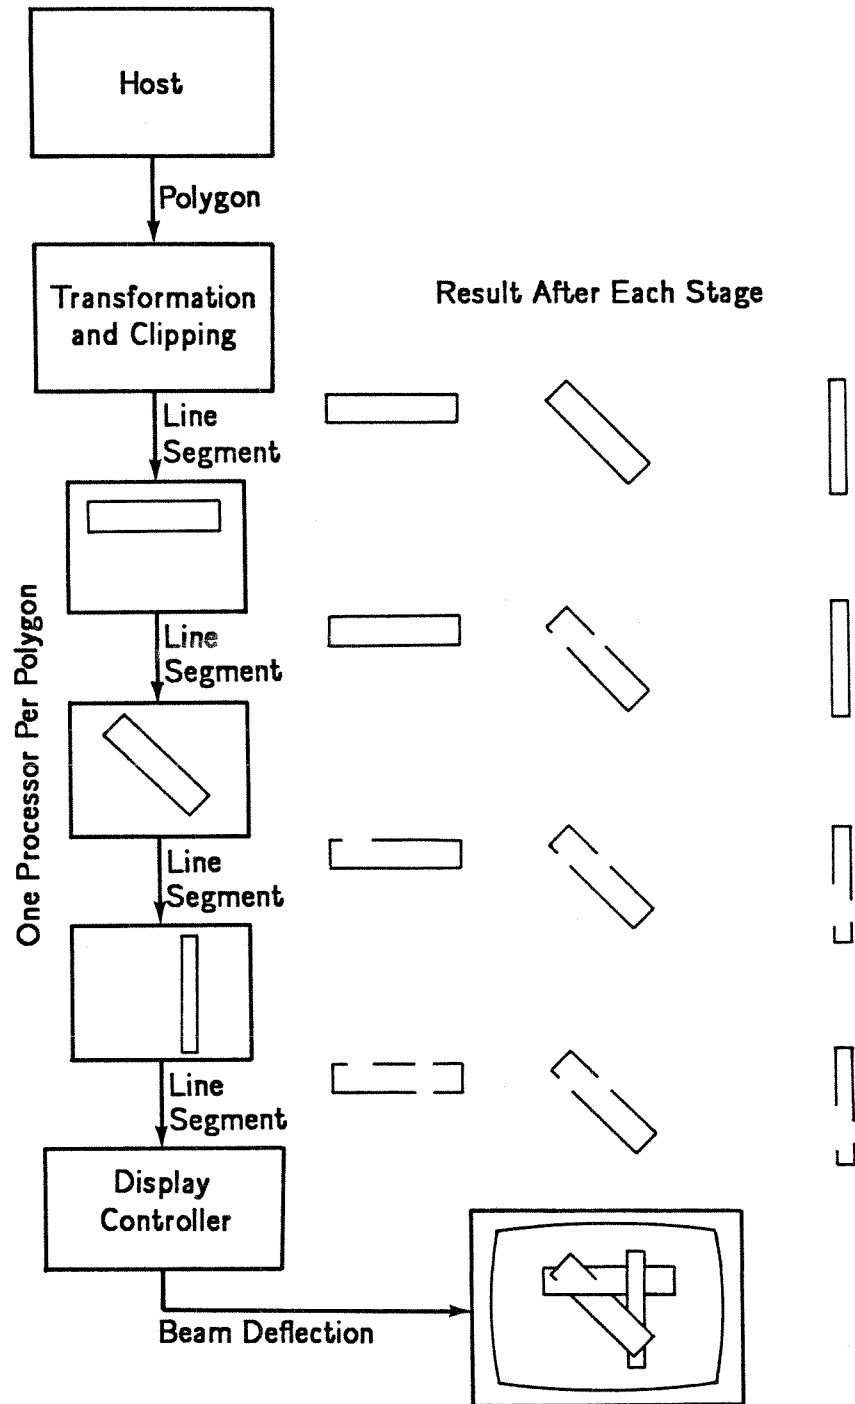 Host
Polygon
Transformation
and Clipping
Result After Each Stage
Line
Segment
Line
Segment
One Processor Per Polygon
Line
Segment
Line
Segment
Display
Controller
Beam Deflection